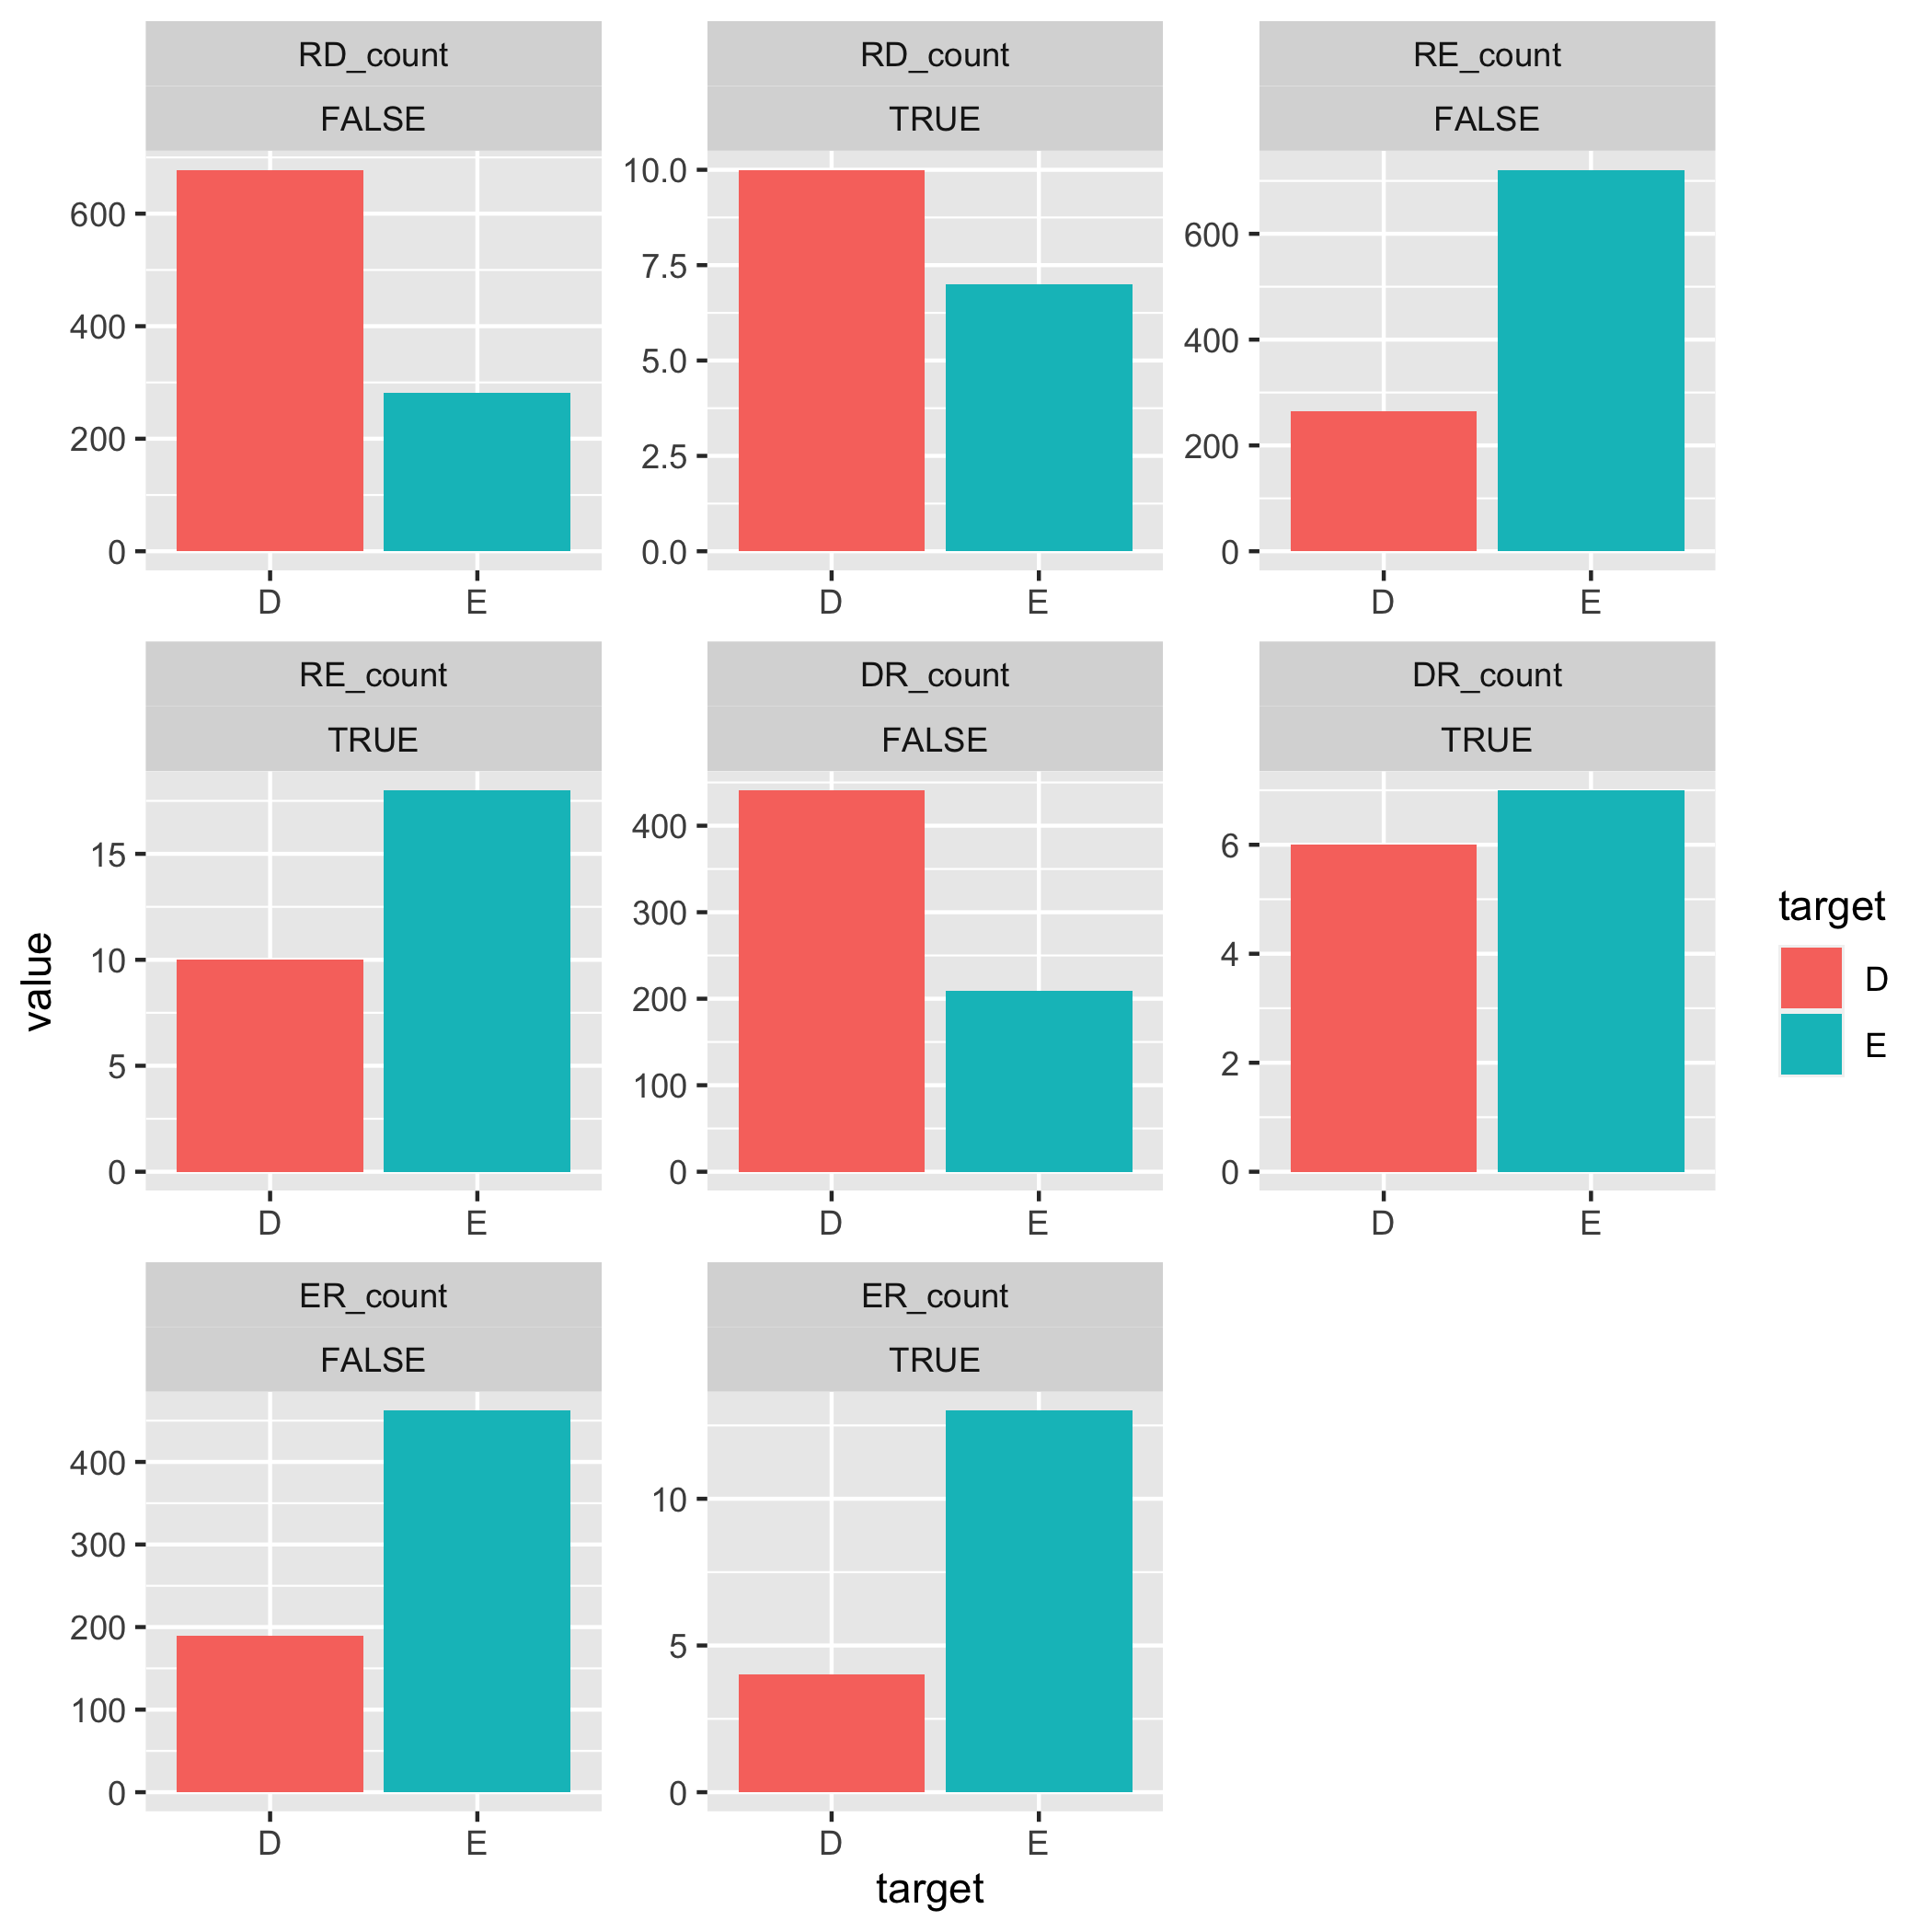 RD_count
FALSE
600
400
200
0
D E
RD_count
TRUE
10.0
7.5
5.0
2.5
0.0
D E
RE_count
FALSE
600
400
200
0
D E
RE_count
TRUE
15
10
5
0
D E
DR_count
FALSE
400
300
200
100
0
D E
DR_count
TRUE
6
4
2
0
D E
ER_count
FALSE
400
300
200
100
0
D E
ER_count
TRUE
10
5
0
D E
value
target
target
D
E